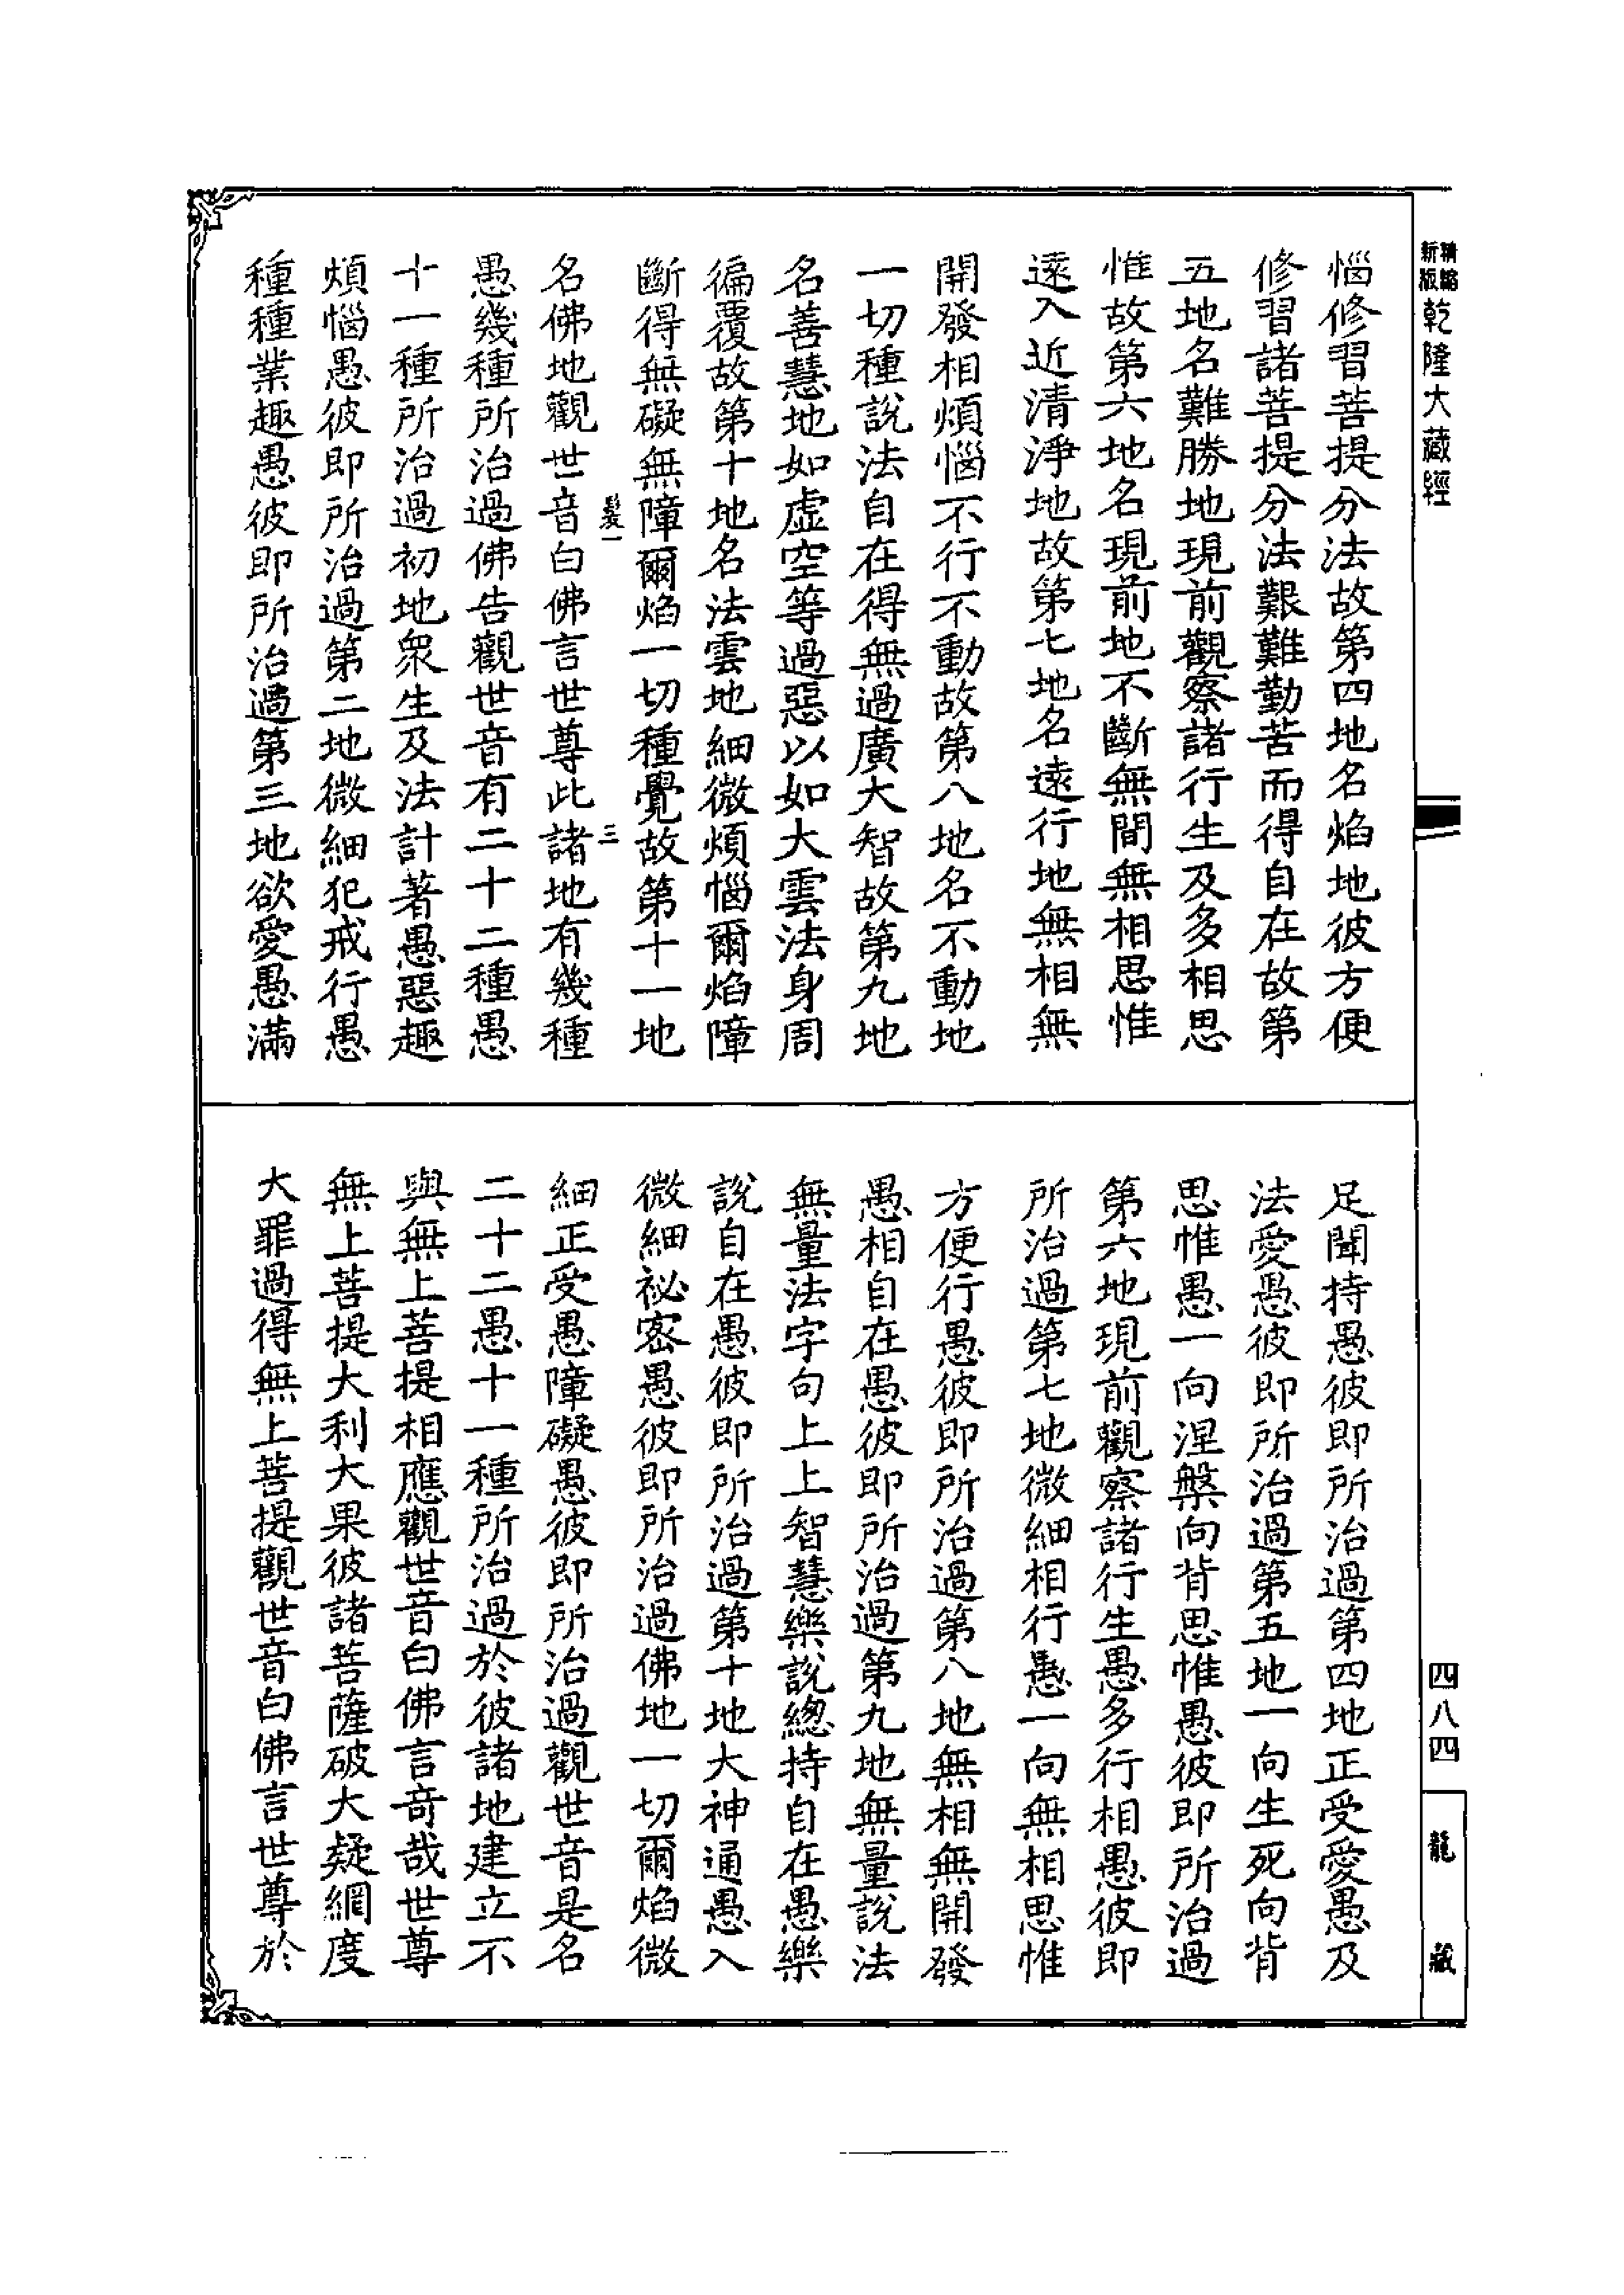 精縮
新版
乾隆大藏經
惱修習菩提分法故第四地名焰地彼方便
修習諸菩提分法艱難勤苦而得自在故第
五地名難勝地現前觀察諸行生及多相思
惟故第六地名現前地不斷無間無相思惟
遠入近清淨地故第七地名遠行地無相無
開發相煩惱不行不動故第八地名不動地
一切種說法自在得無過廣大智故第九地
名善慧地如虛空等過惡以如大雲法身周
徧覆故第十地名法雲地細微煩惱爾焰障
斷得無礙無障爾焰一切種覺故第十一地
髮一
三
名佛地觀世音白佛言世尊此諸地有幾種
愚幾種所治過佛告觀世音有二十二種愚
十一種所治過初地眾生及法計著愚惡趣
煩惱愚彼即所治過第二地微細犯戒行愚
種種業趣愚彼即所治過第三地欲愛愚滿
足聞持愚彼即所治過第四地正受愛愚及
法愛愚彼即所治過第五地一向生死向背
思惟愚一向涅槃向背思惟愚彼即所治過
第六地現前觀察諸行生愚多行相愚彼即
所治過第七地微細相行愚一向無相思惟
方便行愚彼即所治過第八地無相無開發
愚相自在愚彼即所治過第九地無量說法
無量法字句上上智慧樂說總持自在愚樂
說自在愚彼即所治過第十地大神通愚入
微細祕密愚彼即所治過佛地一切爾焰微
細正受愚障礙愚彼即所治過觀世音是名
二十二愚十一種所治過於彼諸地建立不
與無上菩提相應觀世音白佛言奇哉世尊
無上菩提大利大果彼諸菩薩破大疑網度
大罪過得無上菩提觀世音白佛言世尊於
四八四
龍藏